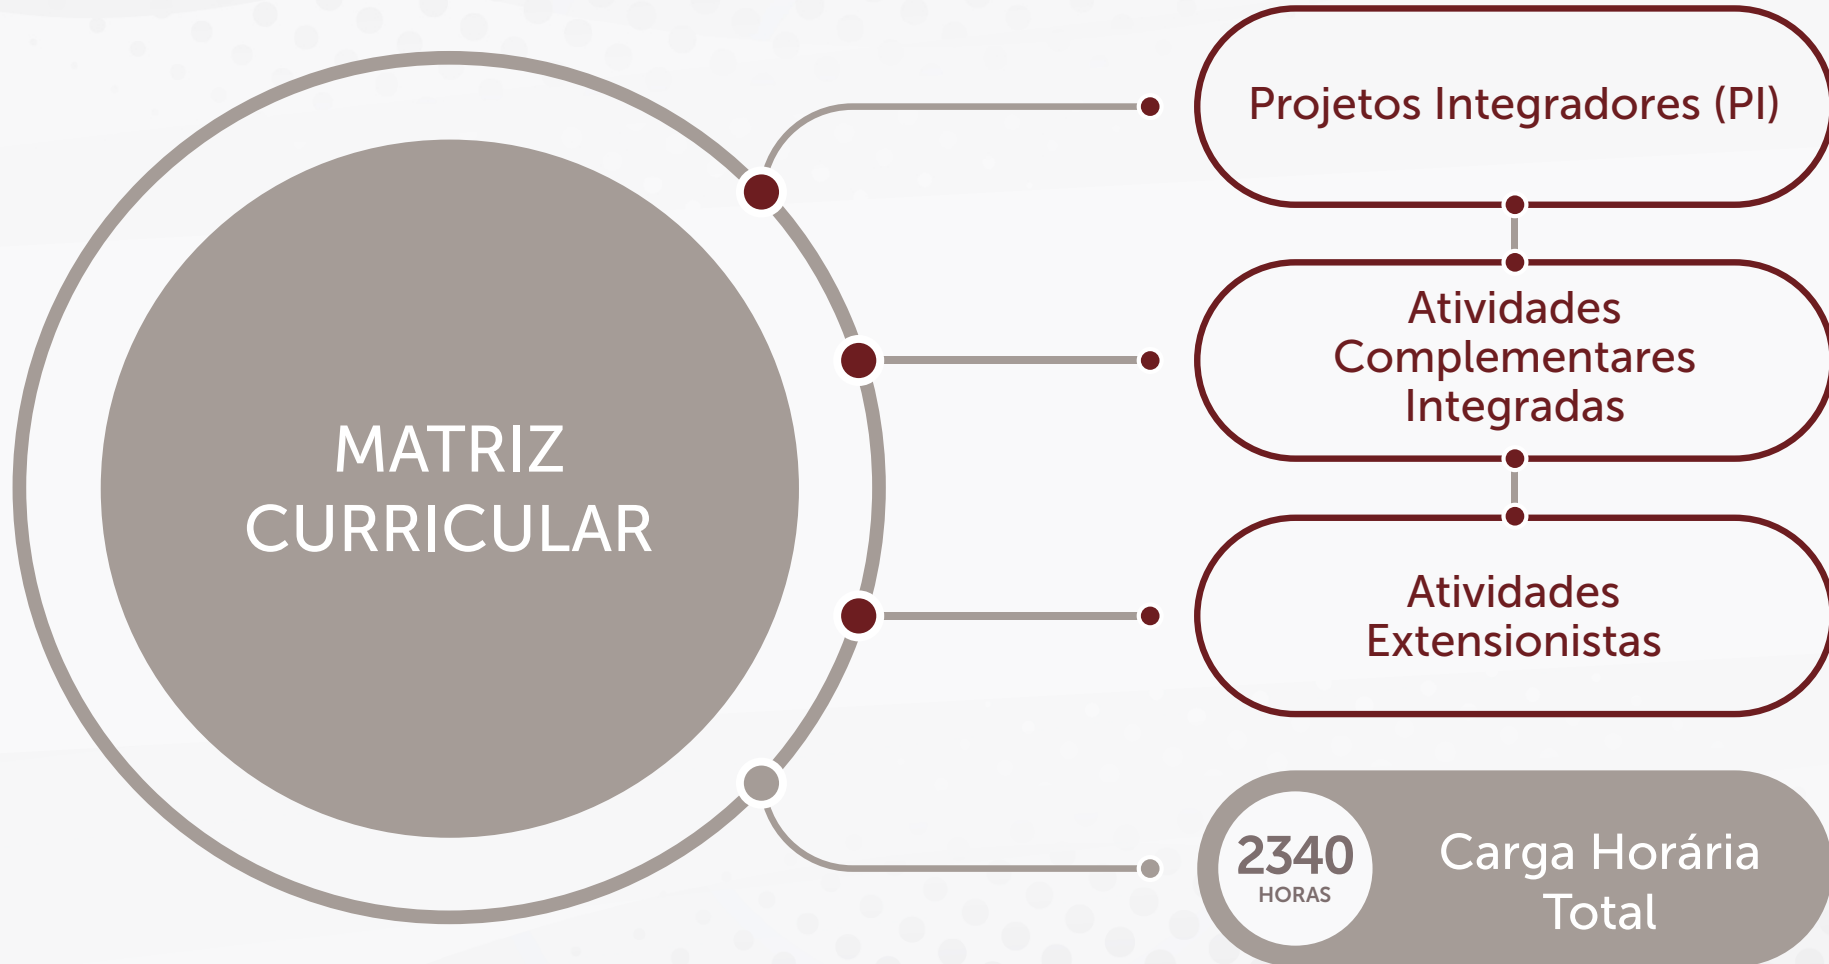 MATRIZ
CURRICULAR
Projetos Integradores (PI)
Atividades
Complementares
Integradas
Atividades
Extensionistas
2340
HORAS
Carga Horária
Total